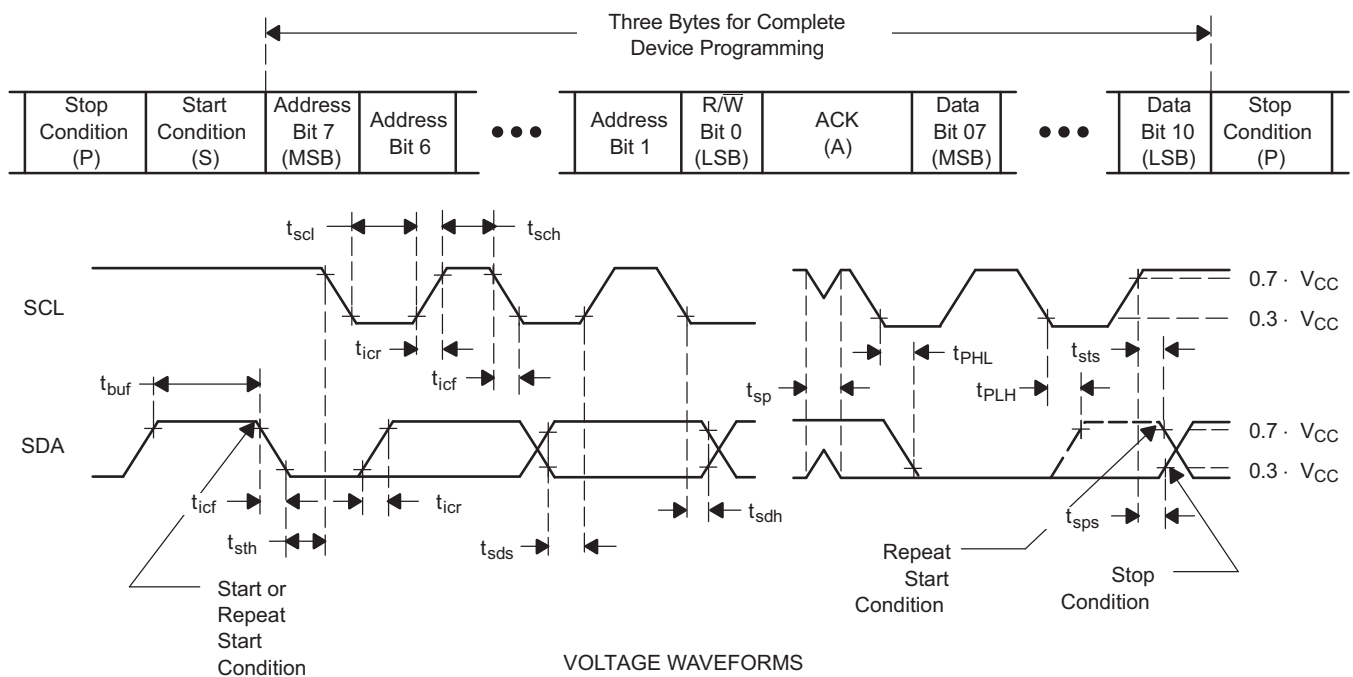 Three Bytes for Complete
Device Programming
Stop
Condition
(P)
Start
Condition
(S)
Address
Bit 7
(MSB)
Address
Bit 6
•••
Address
Bit 1
R/W̅
Bit 0
(LSB)
ACK
(A)
Data
Bit 07
(MSB)
•••
Data
Bit 10
(LSB)
Stop
Condition
(P)
tscl
tsch
SCL
0.7 · VCC
0.3 · VCC
ticr
ticf
tPHL
tsts
tbuf
tsp
tPLH
SDA
0.7 · VCC
0.3 · VCC
ticf
ticr
tsth
tsds
tsdh
tsps
Start or
Repeat
Start
Condition
Repeat
Start
Condition
Stop
Condition
VOLTAGE WAVEFORMS